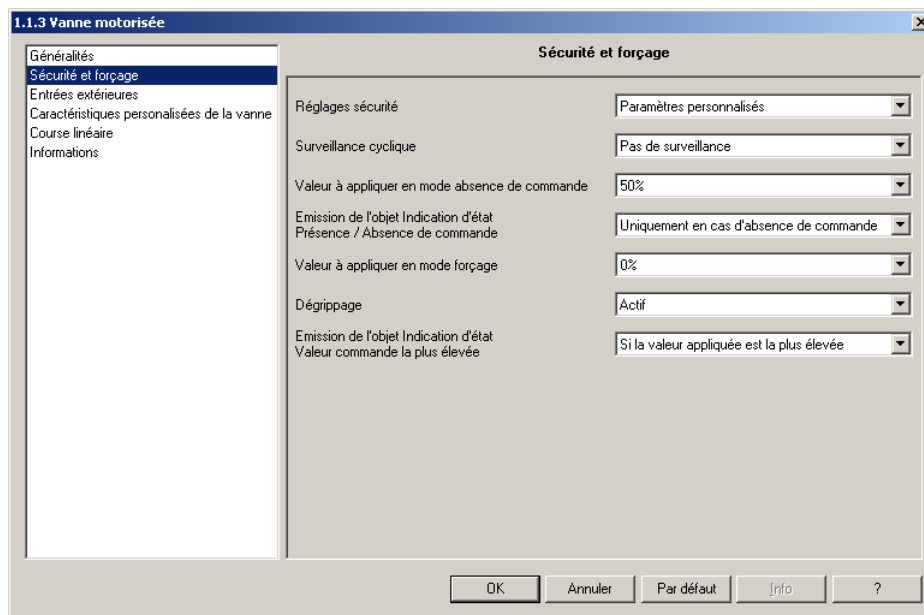 1.1.3 Vanne motorisée
Généralités
Sécurité et forçage
Entrées extérieures
Caractéristiques personalisées de la vanne
Course linéaire
Informations
Sécurité et forçage
Réglages sécurité
Paramètres personnalisés
Surveillance cyclique
Pas de surveillance
Valeur à appliquer en mode absence de commande
50%
Emission de l'objet Indication d'état
Présence / Absence de commande
Uniquement en cas d'absence de commande
Valeur à appliquer en mode forçage
0%
Dégrippage
Actif
Emission de l'objet Indication d'état
Valeur commande la plus élevée
Si la valeur appliquée est la plus élevée
OK
Annuler
Par défaut
Info
?